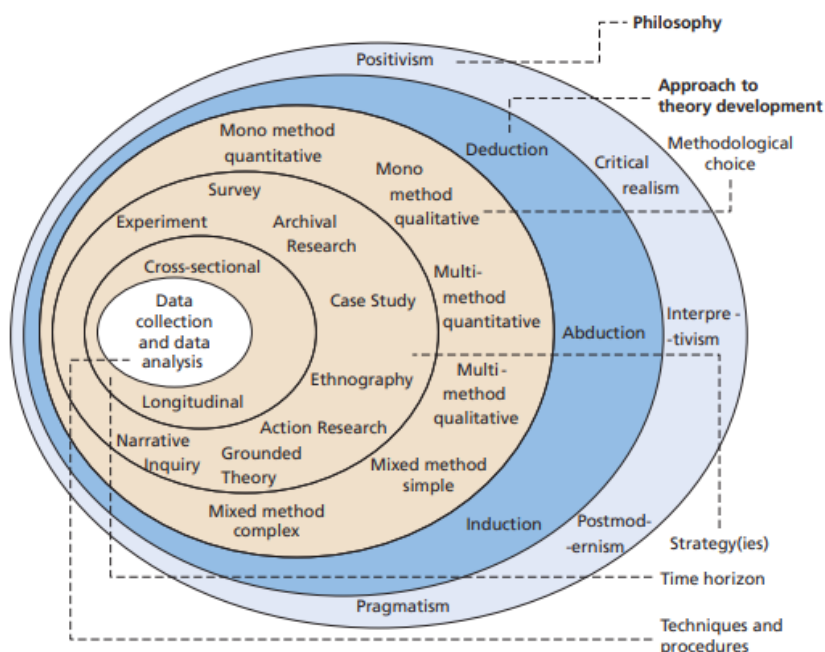 Philosophy
Positivism
Approach to
theory development
Mono method
quantitative
Deduction
Methodological
choice
Mono
method
qualitative
Critical
realism
Survey
Experiment
Archival
Research
Cross-sectional
Data
collection
and data
analysis
Case Study
Multi-
method
quantitative
Abduction
Interpre -
-tivism
Ethnography
Multi -
method
qualitative
Longitudinal
Action Research
Narrative
Inquiry
Grounded
Theory
Mixed method
simple
Mixed method
complex
Induction
Postmod-
-ernism
Strategy(ies)
Time horizon
Pragmatism
Techniques and
procedures